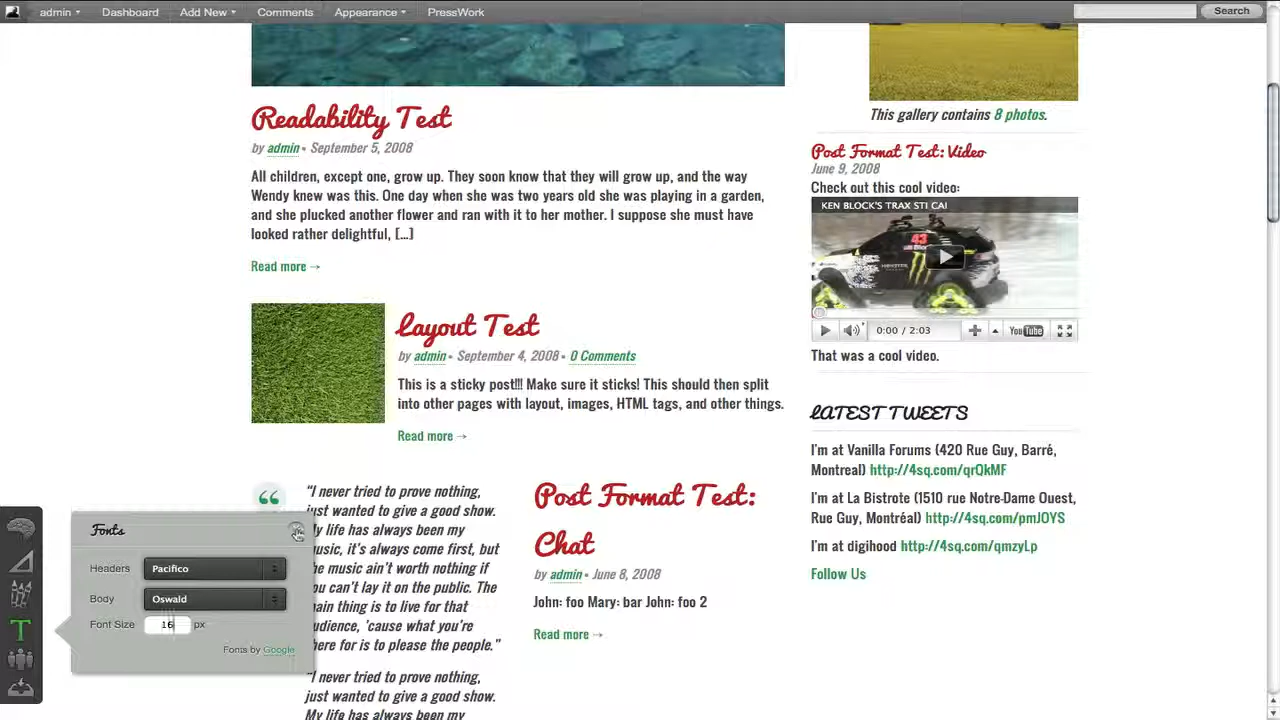 admin Dashboard Add New Comments Appearance PressWork Search
Readability Test
by admin • September 5, 2008
All children, except one, grow up. They soon know that they will grow up, and the way
Wendy knew was this. One day when she was two years old she was playing in a garden,
and she plucked another flower and ran with it to her mother. I suppose she must have
looked rather delightful, [...]
Read more →
Layout Test
by admin • September 4, 2008 • 0 Comments
This is a sticky post!!! Make sure it sticks! This should then split
into other pages with layout, images, HTML tags, and other things.
Read more →
“I never tried to prove nothing,
just wanted to give a good show.
My life has always been my
music, it's always come first, but
the music ain't worth nothing if
you can't lay it on the public. The
main thing is to live for that
audience, 'cause what you're
there for is to please the people.”
“I never tried to prove nothing,
just wanted to give a good show.
My life has always been my
Post Format Test:
Chat
by admin • June 8, 2008
John: foo Mary: bar John: foo 2
Read more →
This gallery contains 8 photos.
Post Format Test: Video
June 9, 2008
Check out this cool video:
KEN BLOCK'S TRAX STI CAI
43
MONSTER
0:00 / 2:03
YouTube
That was a cool video.
LATEST TWEETS
I'm at Vanilla Forums (420 Rue Guy, Barré,
Montreal) http://4sq.com/qrQkMF
I'm at La Bistrote (1510 rue Notre-Dame Ouest,
Rue Guy, Montréal) http://4sq.com/pmJOYS
I'm at digihood http://4sq.com/qmzyLp
Follow Us
Fonts
Headers Pacifico
Body Oswald
Font Size 16 px
Fonts by Google
T